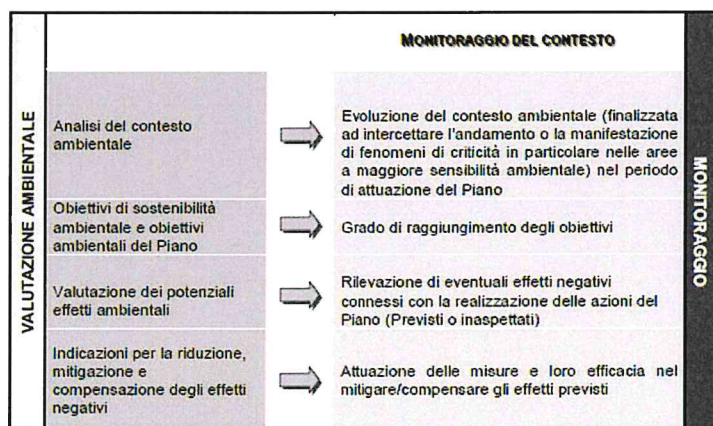 MONITORAGGIO DEL CONTESTO
VALUTAZIONE AMBIENTALE
Analisi del contesto
ambientale
Evoluzione del contesto ambientale (finalizzata
ad intercettare l'andamento o la manifestazione
di fenomeni di criticità in particolare nelle aree
a maggiore sensibilità ambientale) nel periodo
di attuazione del Piano
Obiettivi di sostenibilità
ambientale e obiettivi
ambientali del Piano
Grado di raggiungimento degli obiettivi
Valutazione dei potenziali
effetti ambientali
Rilevazione di eventuali effetti negativi
connessi con la realizzazione delle azioni del
Piano (Previsti o inaspettati)
Indicazioni per la riduzione,
mitigazione e
compensazione degli effetti
negativi
Attuazione delle misure e loro efficacia nel
mitigare/compensare gli effetti previsti
MONITORAGGIO